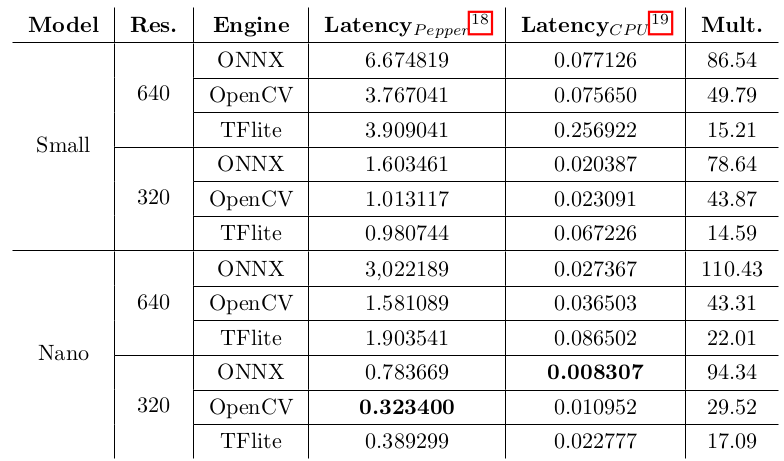 Model Res. Engine Latency_Pepper 18 Latency_CPU 19 Mult.
Small 640 ONNX 6.674819 0.077126 86.54
OpenCV 3.767041 0.075650 49.79
TFlite 3.909041 0.256922 15.21
320 ONNX 1.603461 0.020387 78.64
OpenCV 1.013117 0.023091 43.87
TFlite 0.980744 0.067226 14.59
Nano 640 ONNX 3,022189 0.027367 110.43
OpenCV 1.581089 0.036503 43.31
TFlite 1.903541 0.086502 22.01
320 ONNX 0.783669 0.008307 94.34
OpenCV 0.323400 0.010952 29.52
TFlite 0.389299 0.022777 17.09